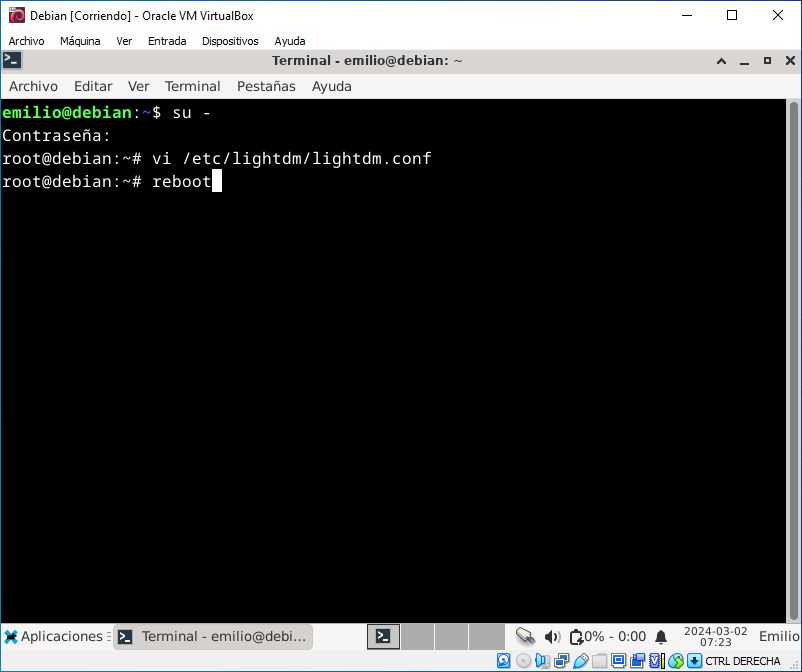 Debian [Corriendo] - Oracle VM VirtualBox
Archivo Máquina Ver Entrada Dispositivos Ayuda
Terminal - emilio@debian: ~
Archivo Editar Ver Terminal Pestañas Ayuda
emilio@debian:~$ su -
Contraseña:
root@debian:~# vi /etc/lightdm/lightdm.conf
root@debian:~# reboot
Aplicaciones Terminal - emilio@debi... 0% - 0:00 2024-03-02 Emilio
07:23
CTRL DERECHA